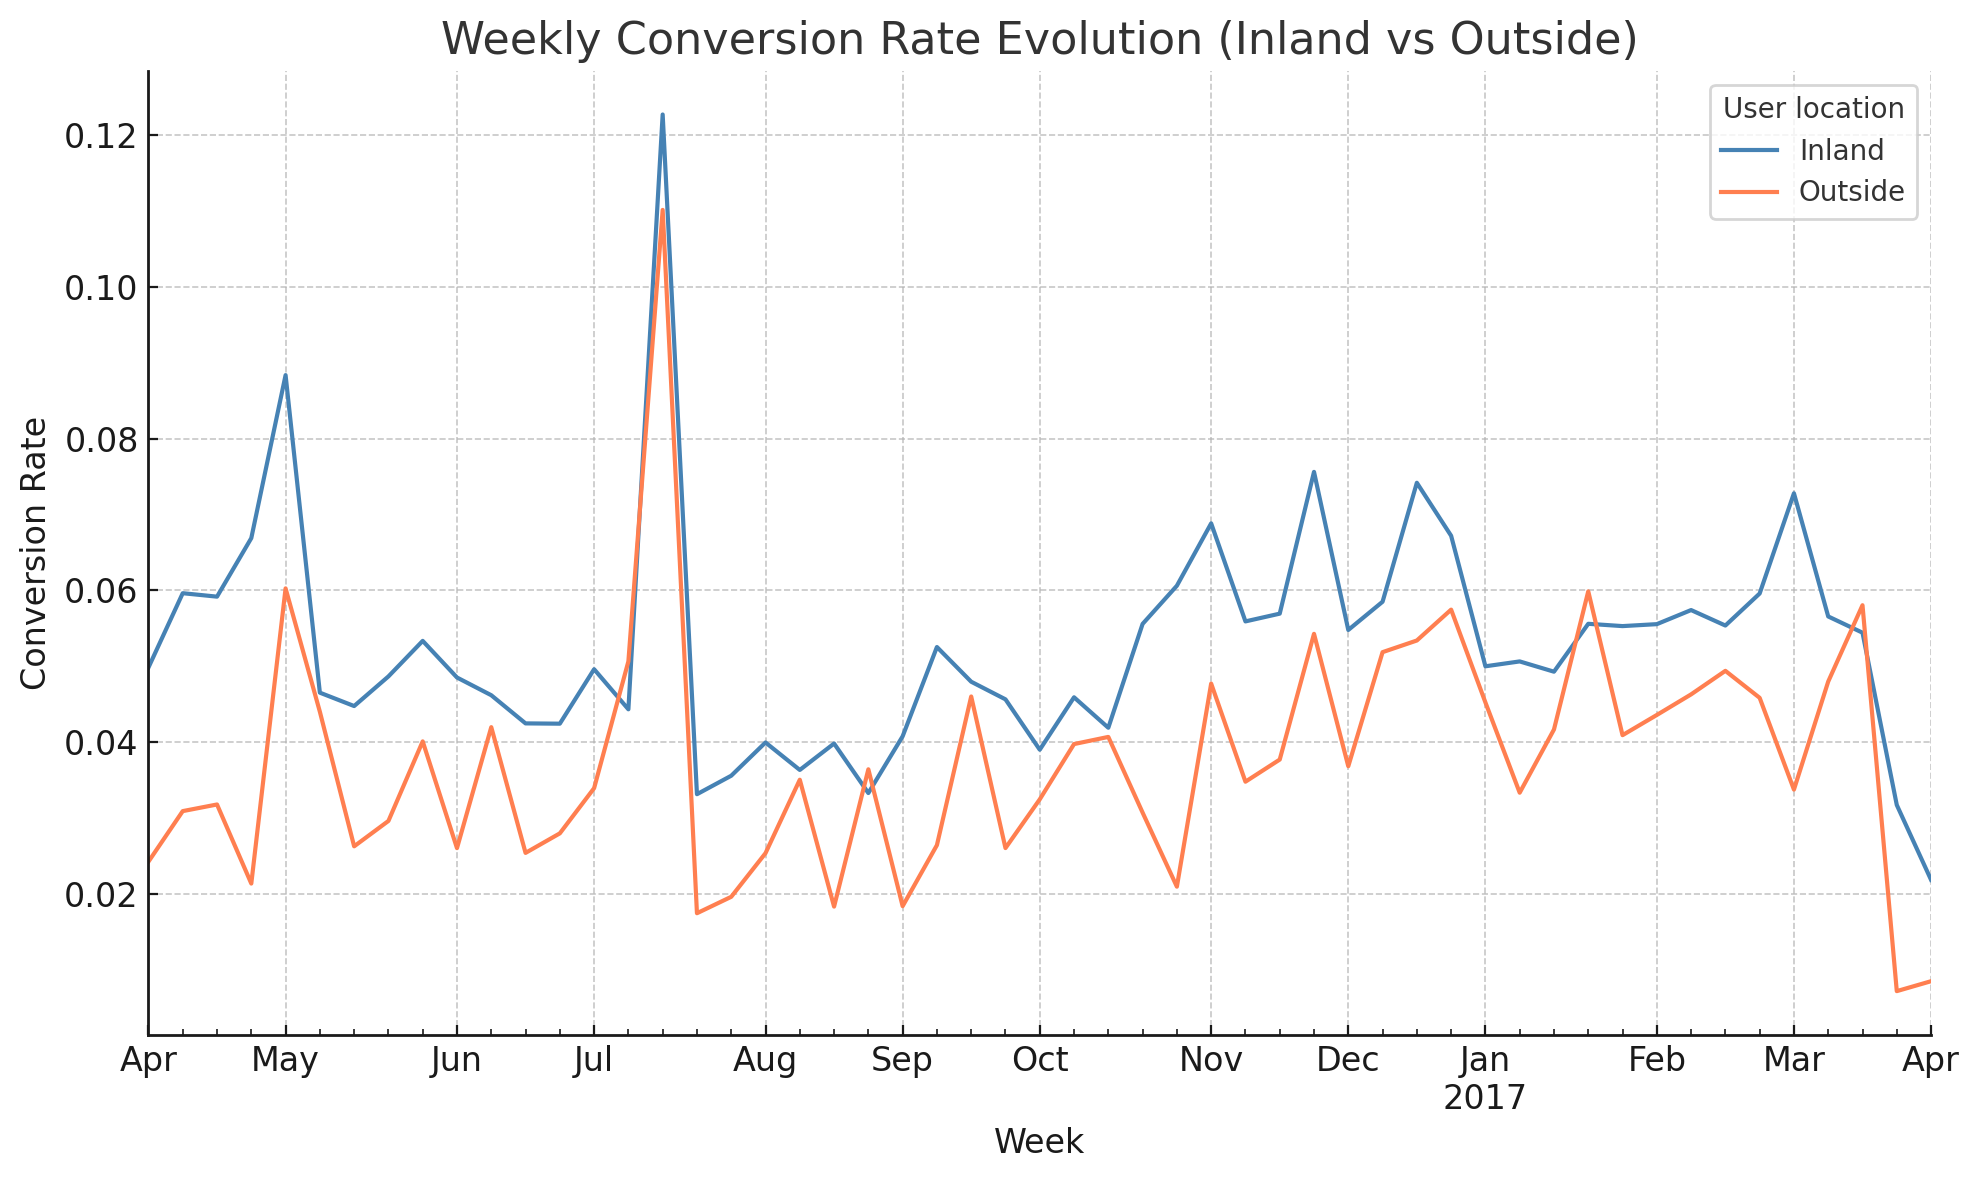 Weekly Conversion Rate Evolution (Inland vs Outside)
User location
Inland
Outside
Conversion Rate
0.12
0.10
0.08
0.06
0.04
0.02
Apr May Jun Jul Aug Sep Oct Nov Dec Jan Feb Mar Apr
2017
Week